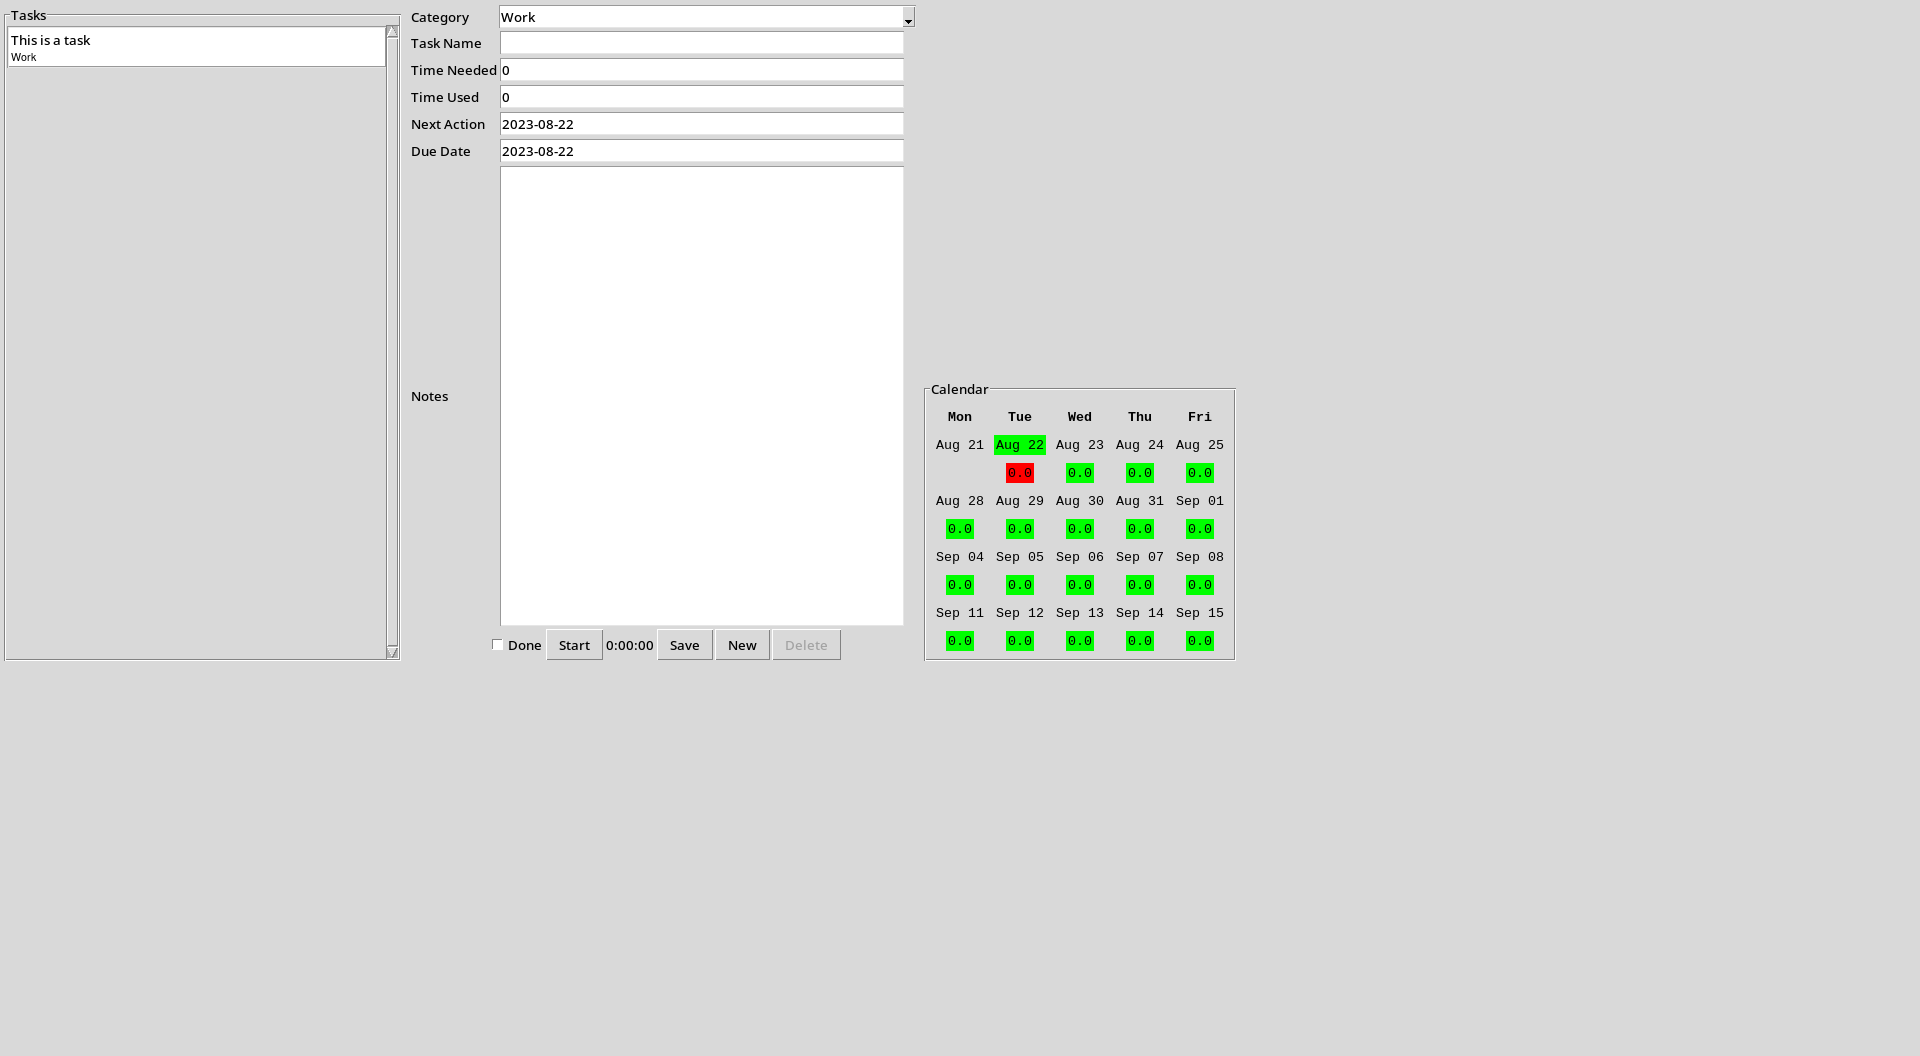 Tasks
This is a task
Work
Category Work
Task Name
Time Needed 0
Time Used 0
Next Action 2023-08-22
Due Date 2023-08-22
Notes
Done Start 0:00:00 Save New Delete
Calendar
Mon Tue Wed Thu Fri
Aug 21 Aug 22 Aug 23 Aug 24 Aug 25
0.0 0.0 0.0 0.0
Aug 28 Aug 29 Aug 30 Aug 31 Sep 01
0.0 0.0 0.0 0.0 0.0
Sep 04 Sep 05 Sep 06 Sep 07 Sep 08
0.0 0.0 0.0 0.0 0.0
Sep 11 Sep 12 Sep 13 Sep 14 Sep 15
0.0 0.0 0.0 0.0 0.0